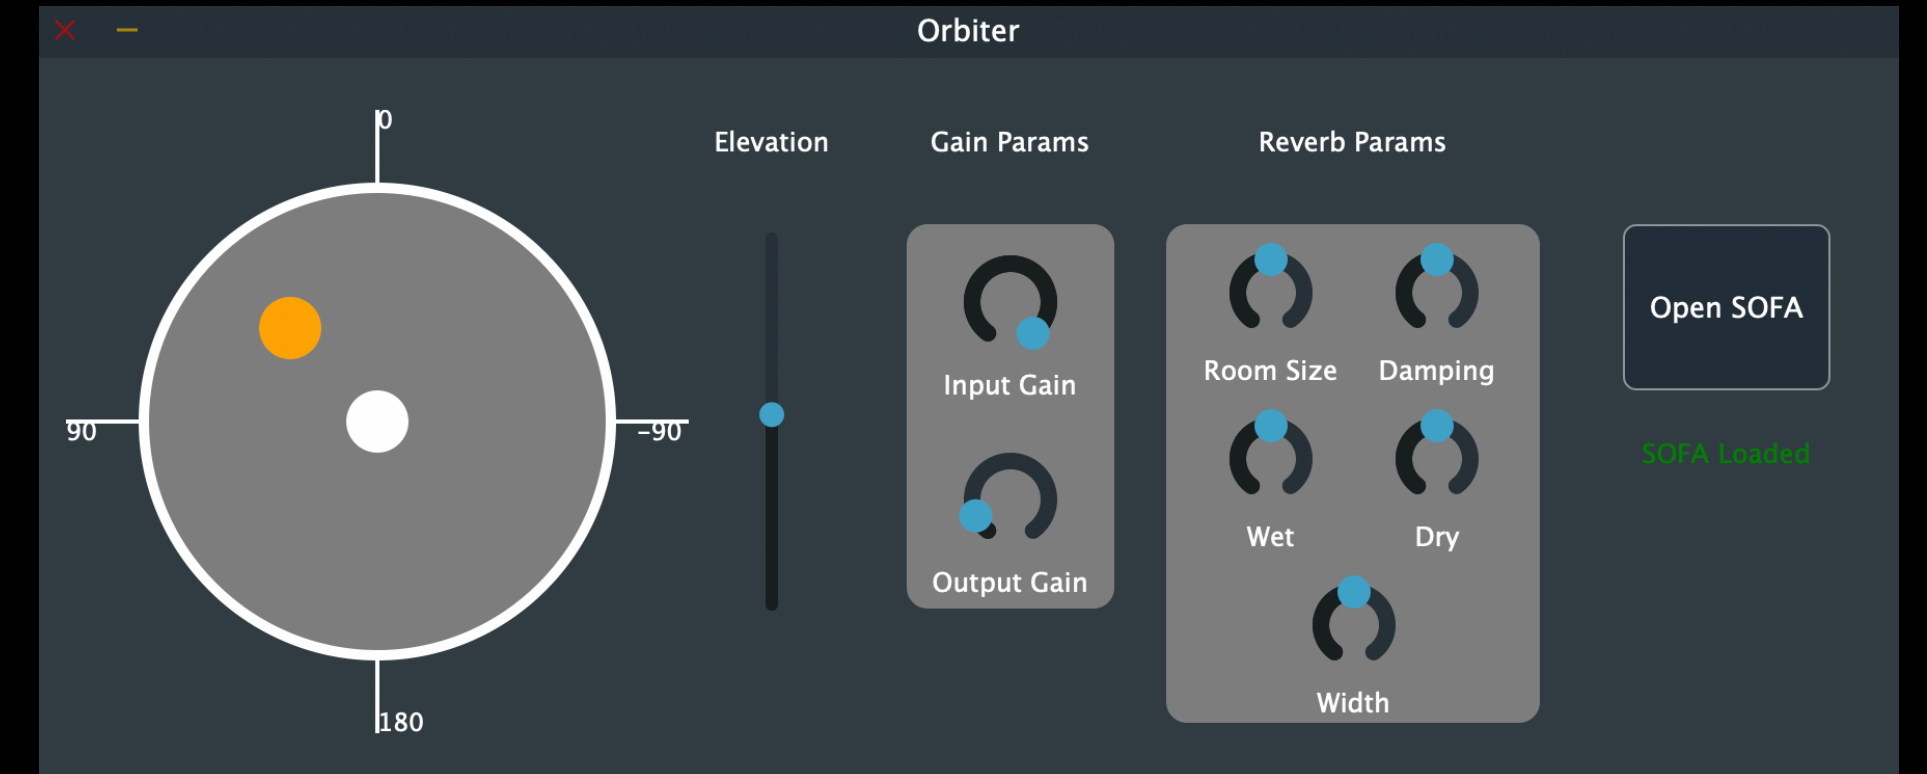 Orbiter
0
90
-90
180
Elevation
Gain Params
Input Gain
Output Gain
Reverb Params
Room Size
Damping
Wet
Dry
Width
Open SOFA
SOFA Loaded